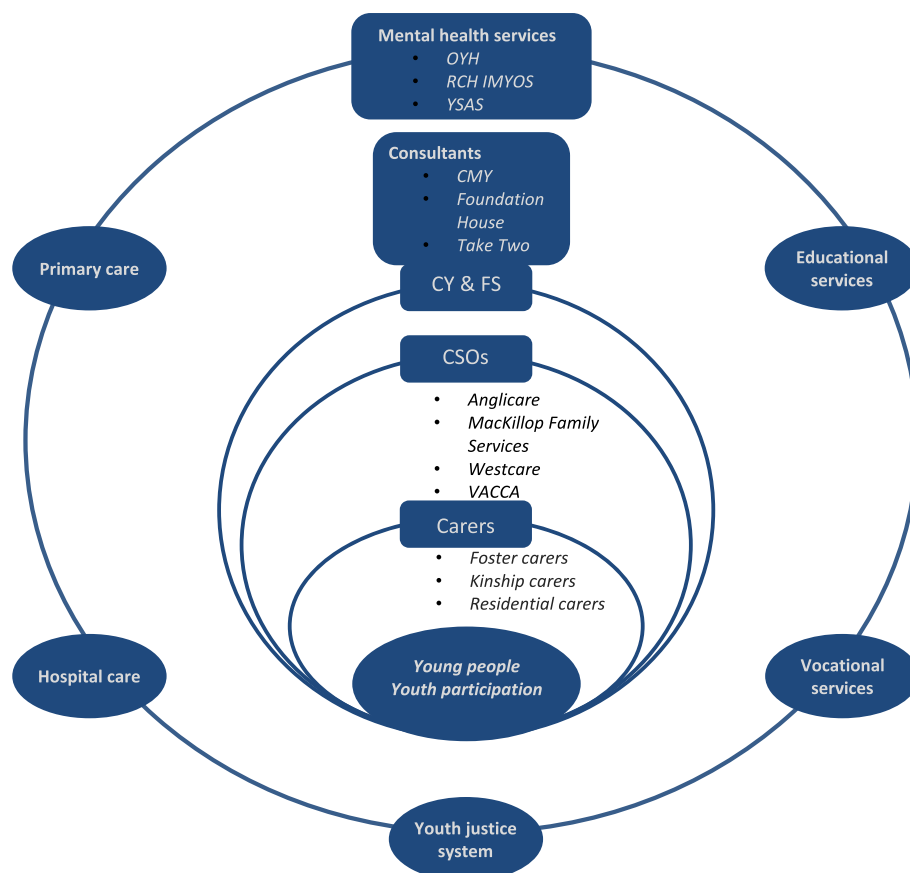 Mental health services
• OYH
• RCH IMYOS
• YSAS
Consultants
• CMY
• Foundation
House
• Take Two
Primary care
Educational
services
CY & FS
CSOs
• Anglicare
• MacKillop Family
Services
• Westcare
• VACCA
Carers
• Foster carers
• Kinship carers
• Residential carers
Young people
Youth participation
Hospital care
Vocational
services
Youth justice
system